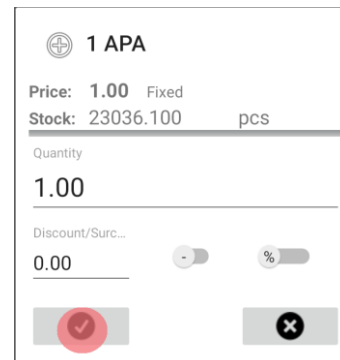 1 APA
Price: 1.00 Fixed
Stock: 23036.100 pcs
Quantity
1.00
Discount/Surc...
0.00 - %